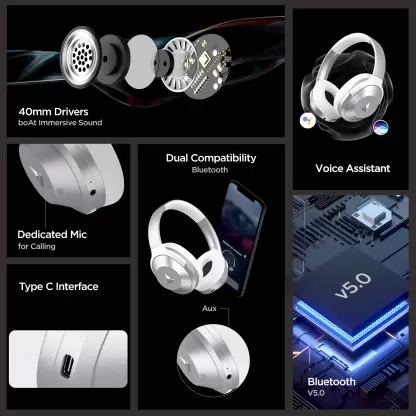 40mm Drivers
boAt Immersive Sound
Voice Assistant
Dedicated Mic
for Calling
Dual Compatibility
Bluetooth
Aux
Type C Interface
v5.0
Bluetooth
V5.0